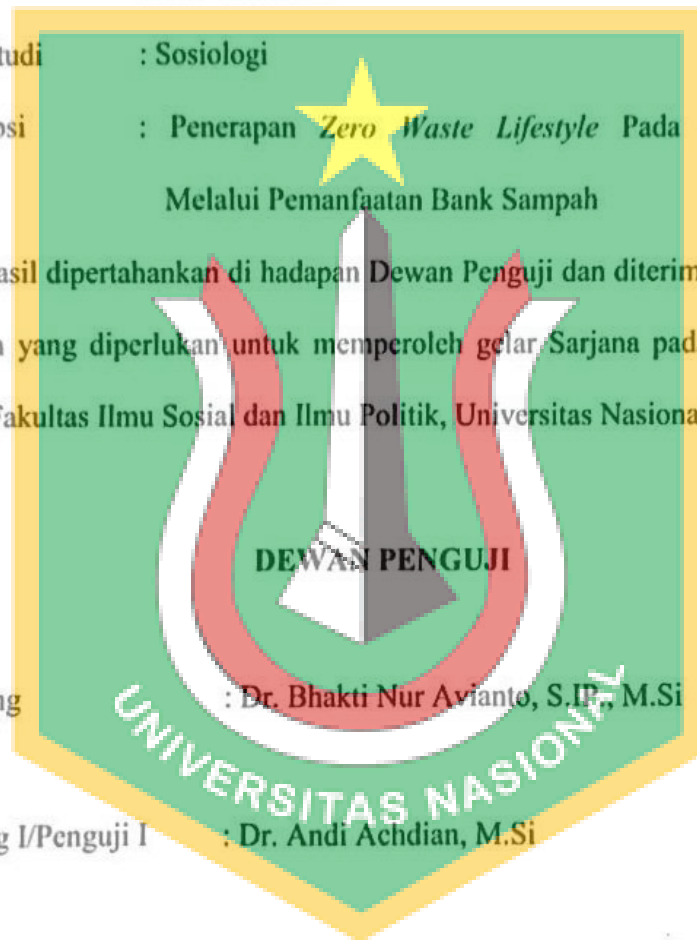 tudi : Sosiologi
psi : Penerapan Zero Waste Lifestyle Pada
Melalui Pemanfaatan Bank Sampah
asil dipertahankan di hadapan Dewan Penguji dan diterim
n yang diperlukan untuk memperoleh gelar Sarjana pad
Fakultas Ilmu Sosial dan Ilmu Politik, Universitas Nasiona
DEWAN PENGUJI
ng : Dr. Bhakti Nur Avianto, S.IP., M.Si
UNIVERSITAS NASIONAL
g I/Penguji I : Dr. Andi Achdian, M.Si